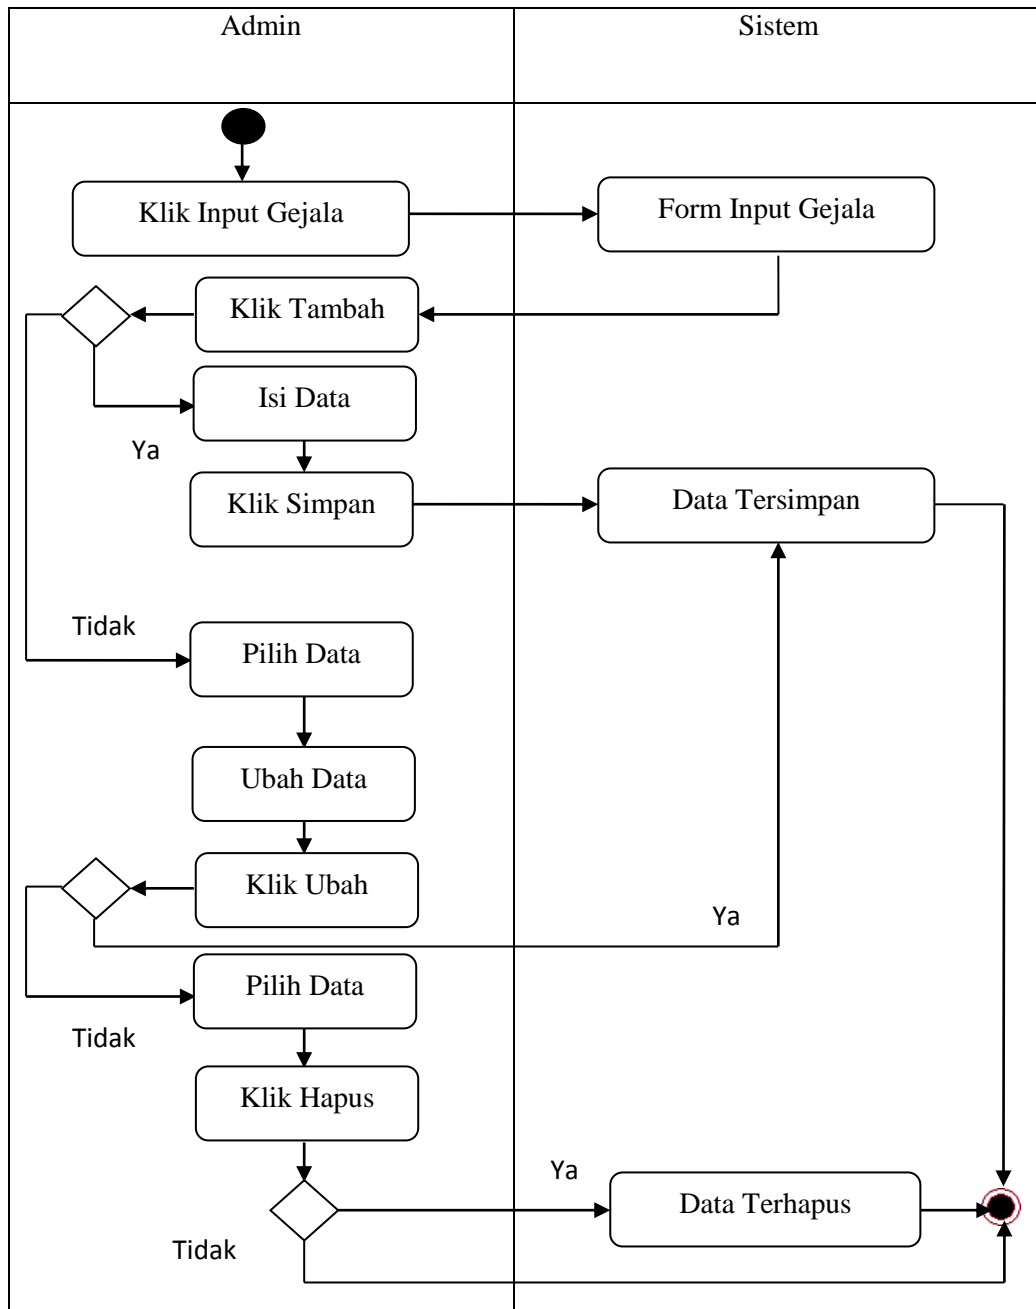 Admin
Sistem
Klik Input Gejala
Form Input Gejala
Klik Tambah
Isi Data
Ya
Klik Simpan
Data Tersimpan
Tidak
Pilih Data
Ubah Data
Klik Ubah
Ya
Pilih Data
Tidak
Klik Hapus
Ya
Data Terhapus
Tidak